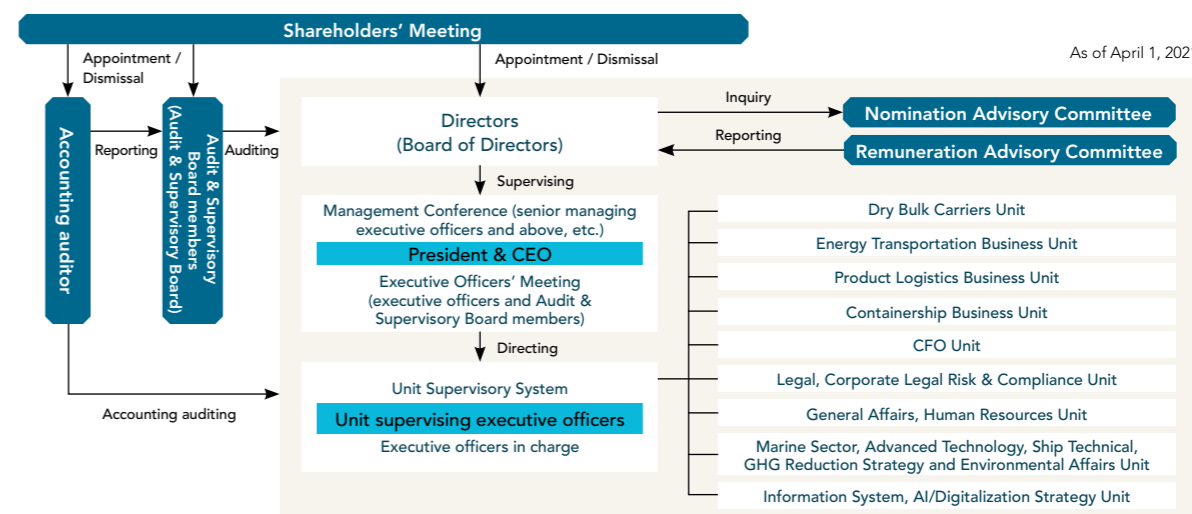 Shareholders' Meeting
As of April 1, 202
Appointment /
Dismissal
Appointment / Dismissal
Accounting auditor
Reporting
Audit & Supervisory
Board members
(Audit & Supervisory Board)
Auditing
Directors
(Board of Directors)
Inquiry
Reporting
Nomination Advisory Committee
Remuneration Advisory Committee
Supervising
Management Conference (senior managing
executive officers and above, etc.)
President & CEO
Executive Officers' Meeting
(executive officers and Audit &
Supervisory Board members)
Directing
Unit Supervisory System
Unit supervising executive officers
Executive officers in charge
Accounting auditing
Dry Bulk Carriers Unit
Energy Transportation Business Unit
Product Logistics Business Unit
Containership Business Unit
CFO Unit
Legal, Corporate Legal Risk & Compliance Unit
General Affairs, Human Resources Unit
Marine Sector, Advanced Technology, Ship Technical,
GHG Reduction Strategy and Environmental Affairs Unit
Information System, AI/Digitalization Strategy Unit